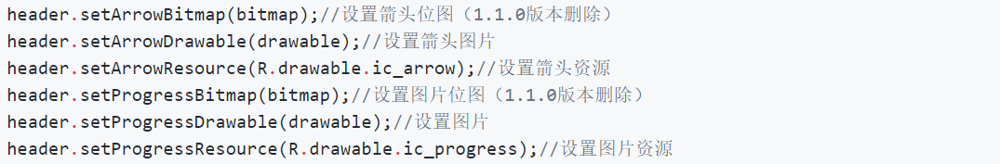 header.setArrowBitmap(bitmap);//设置箭头位图（1.1.0版本删除）
header.setArrowDrawable(drawable);//设置箭头图片
header.setArrowResource(R.drawable.ic_arrow);//设置箭头资源
header.setProgressBitmap(bitmap);//设置图片位图（1.1.0版本删除）
header.setProgressDrawable(drawable);//设置图片
header.setProgressResource(R.drawable.ic_progress);//设置图片资源